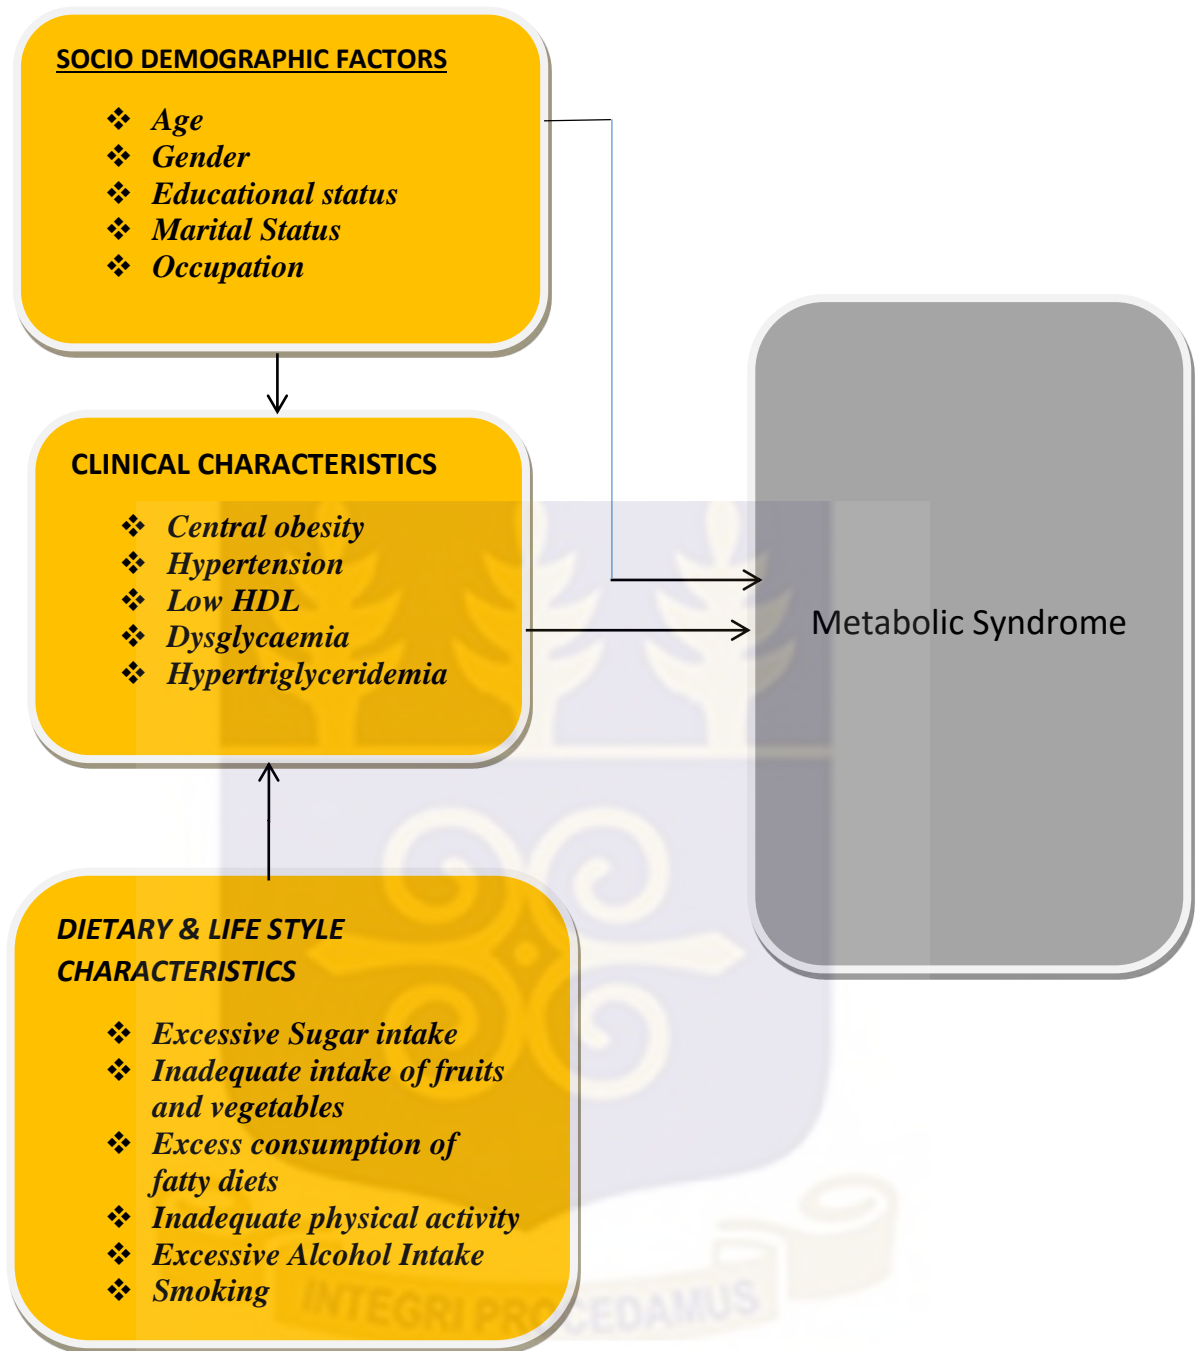 SOCIO DEMOGRAPHIC FACTORS
❖ Age
❖ Gender
❖ Educational status
❖ Marital Status
❖ Occupation
CLINICAL CHARACTERISTICS
❖ Central obesity
❖ Hypertension
❖ Low HDL
❖ Dysglycaemia
❖ Hypertriglyceridemia
Metabolic Syndrome
DIETARY & LIFE STYLE
CHARACTERISTICS
❖ Excessive Sugar intake
❖ Inadequate intake of fruits
and vegetables
❖ Excess consumption of
fatty diets
❖ Inadequate physical activity
❖ Excessive Alcohol Intake
❖ Smoking
INTEGRI PROCEDAMUS